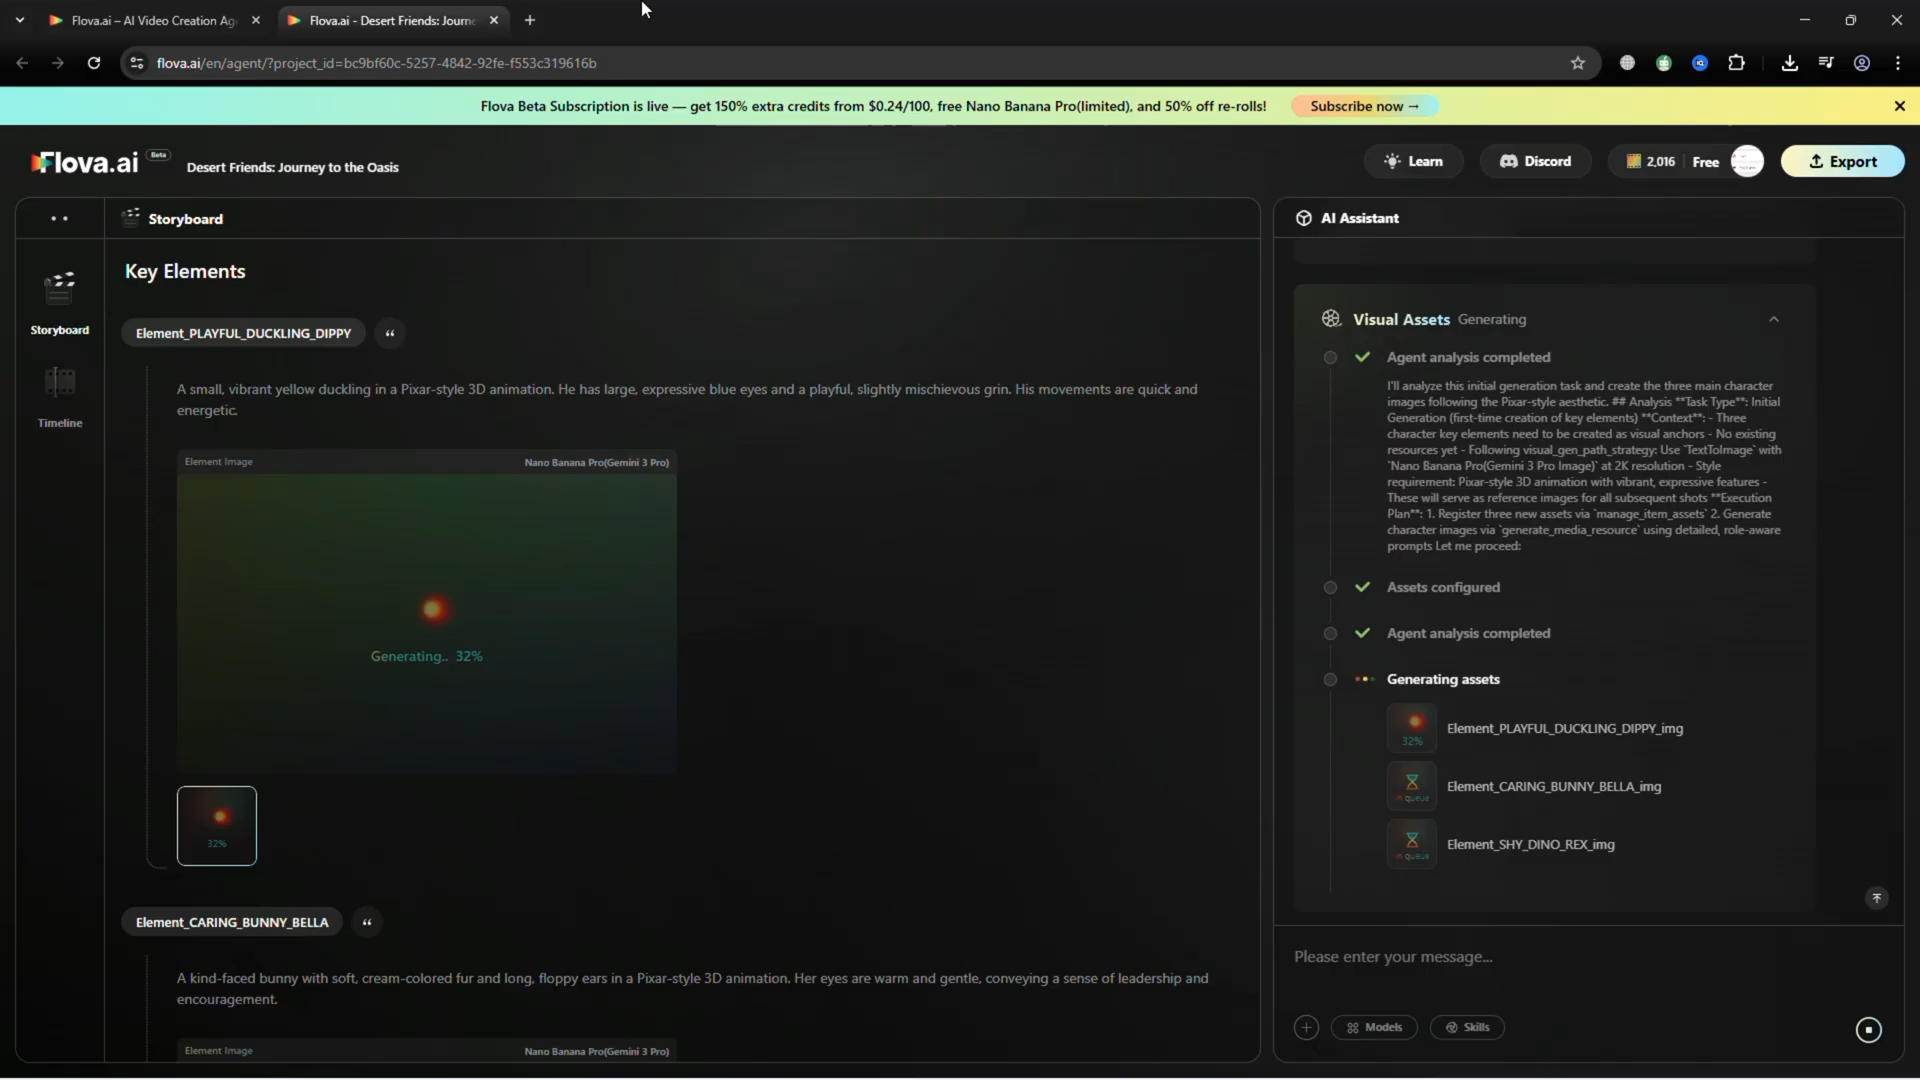 Flova.ai – AI Video Creation Ag
Flova.ai - Desert Friends: Journe
flova.ai/en/agent/?project_id=bc9bf60c-5257-4842-92fe-f553c319616b
Flova Beta Subscription is live — get 150% extra credits from $0.24/100, free Nano Banana Pro(limited), and 50% off re-rolls!
Subscribe now →
Flova.ai
Beta
Desert Friends: Journey to the Oasis
Learn
Discord
2,016
Free
Export
Storyboard
AI Assistant
Storyboard
Timeline
Key Elements
Element_PLAYFUL_DUCKLING_DIPPY
“
A small, vibrant yellow duckling in a Pixar-style 3D animation. He has large, expressive blue eyes and a playful, slightly mischievous grin. His movements are quick and
energetic.
Element Image
Nano Banana Pro(Gemini 3 Pro)
Generating.. 32%
32%
Element_CARING_BUNNY_BELLA
“
A kind-faced bunny with soft, cream-colored fur and long, floppy ears in a Pixar-style 3D animation. Her eyes are warm and gentle, conveying a sense of leadership and
encouragement.
Element Image
Nano Banana Pro(Gemini 3 Pro)
Visual Assets Generating
Agent analysis completed
I'll analyze this initial generation task and create the three main character
images following the Pixar-style aesthetic. ## Analysis **Task Type**: Initial
Generation (first-time creation of key elements) **Context**: - Three
character key elements need to be created as visual anchors - No existing
resources yet - Following visual_gen_path_strategy: Use `TextToImage` with
`Nano Banana Pro(Gemini 3 Pro Image)` at 2K resolution - Style
requirement: Pixar-style 3D animation with vibrant, expressive features -
These will serve as reference images for all subsequent shots **Execution
Plan**: 1. Register three new assets via `manage_item_assets` 2. Generate
character images via `generate_media_resource` using detailed, role-aware
prompts Let me proceed:
Assets configured
Agent analysis completed
Generating assets
32%
Element_PLAYFUL_DUCKLING_DIPPY_img
n queue
Element_CARING_BUNNY_BELLA_img
n queue
Element_SHY_DINO_REX_img
Please enter your message...
Models
Skills